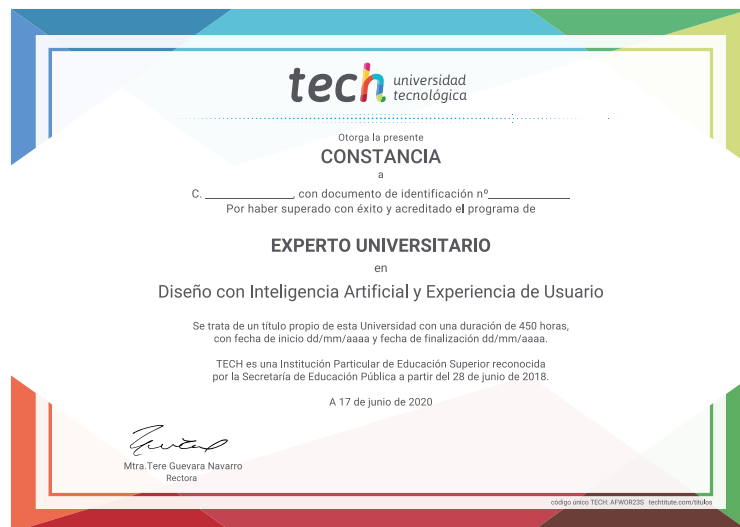 tech universidad
tecnológica
Otorga la presente
CONSTANCIA
a
C. ______________, con documento de identificación nº______________
Por haber superado con éxito y acreditado el programa de
EXPERTO UNIVERSITARIO
en
Diseño con Inteligencia Artificial y Experiencia de Usuario
Se trata de un título propio de esta Universidad con una duración de 450 horas,
con fecha de inicio dd/mm/aaaa y fecha de finalización dd/mm/aaaa.
TECH es una Institución Particular de Educación Superior reconocida
por la Secretaría de Educación Pública a partir del 28 de junio de 2018.
A 17 de junio de 2020
Mtra.Tere Guevara Navarro
Rectora
código único TECH: AFWOR23S techtitute.com/titulos